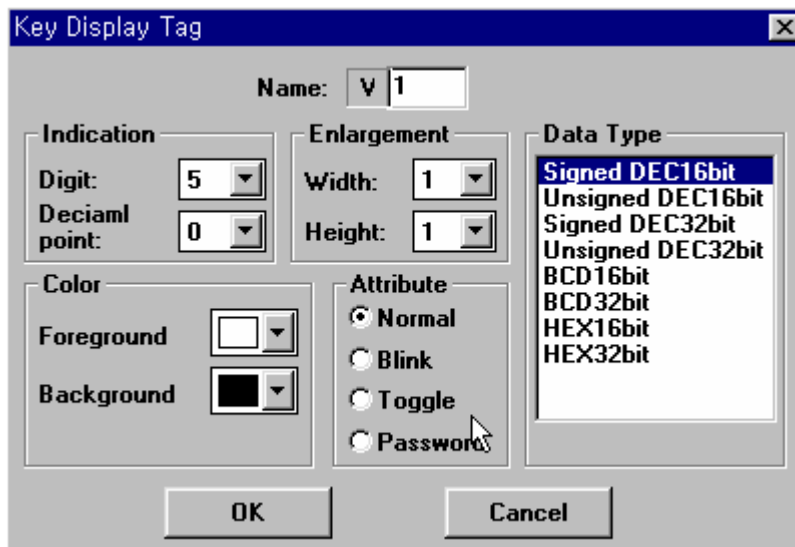 Key Display Tag
Name: V 1
Indication
Digit: 5
Deciaml
point: 0
Enlargement
Width: 1
Height: 1
Data Type
Signed DEC16bit
Unsigned DEC16bit
Signed DEC32bit
Unsigned DEC32bit
BCD16bit
BCD32bit
HEX16bit
HEX32bit
Color
Foreground
Background
Attribute
Normal
Blink
Toggle
Password
OK
Cancel